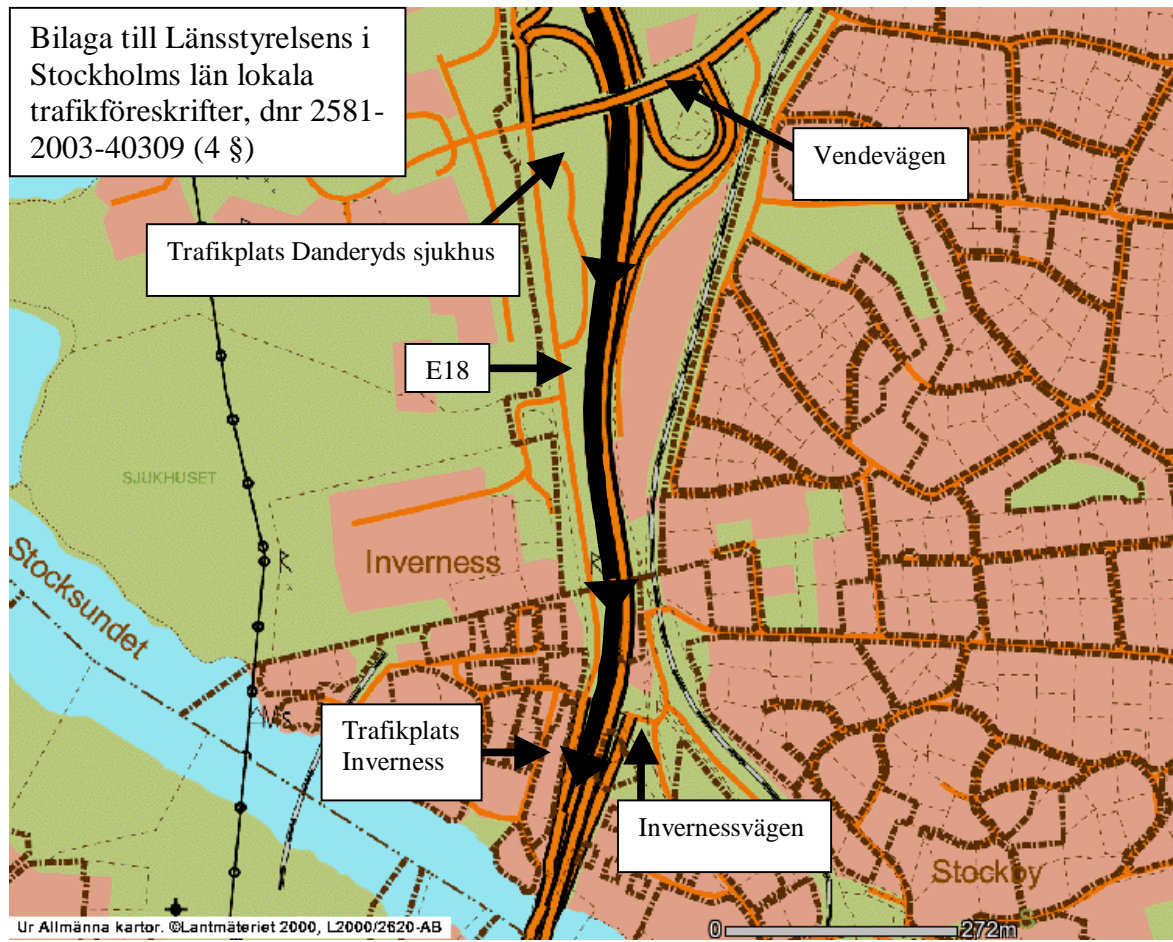 Bilaga till Länsstyrelsens i
Stockholms län lokala
trafikföreskrifter, dnr 2581-
2003-40309 (4 §)
Vendevägen
Trafikplats Danderyds sjukhus
E18
SJUKHUSET
Inverness
R
R
Stocksundet
Trafikplats
Inverness
Invernessvägen
Stockby
S
Ur Allmänna kartor. ©Lantmäteriet 2000, L2000/2620-AB
0
272m